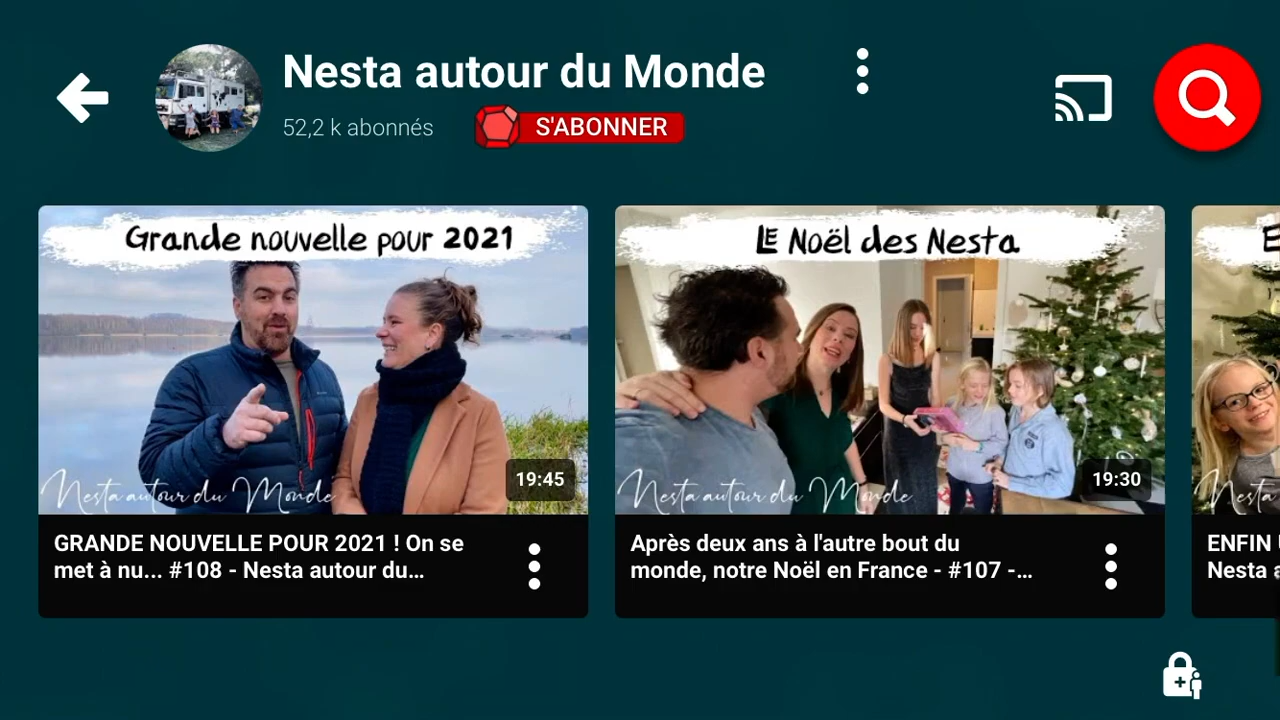 Nesta autour du Monde
52,2 k abonnés
S'ABONNER
Grande nouvelle pour 2021
Nesta autour du Monde
19:45
GRANDE NOUVELLE POUR 2021 ! On se
met à nu... #108 - Nesta autour du...
LE Noël des Nesta
Nesta autour du Monde
19:30
Après deux ans à l'autre bout du
monde, notre Noël en France - #107 -...
E
Nesta
ENFIN
Nesta